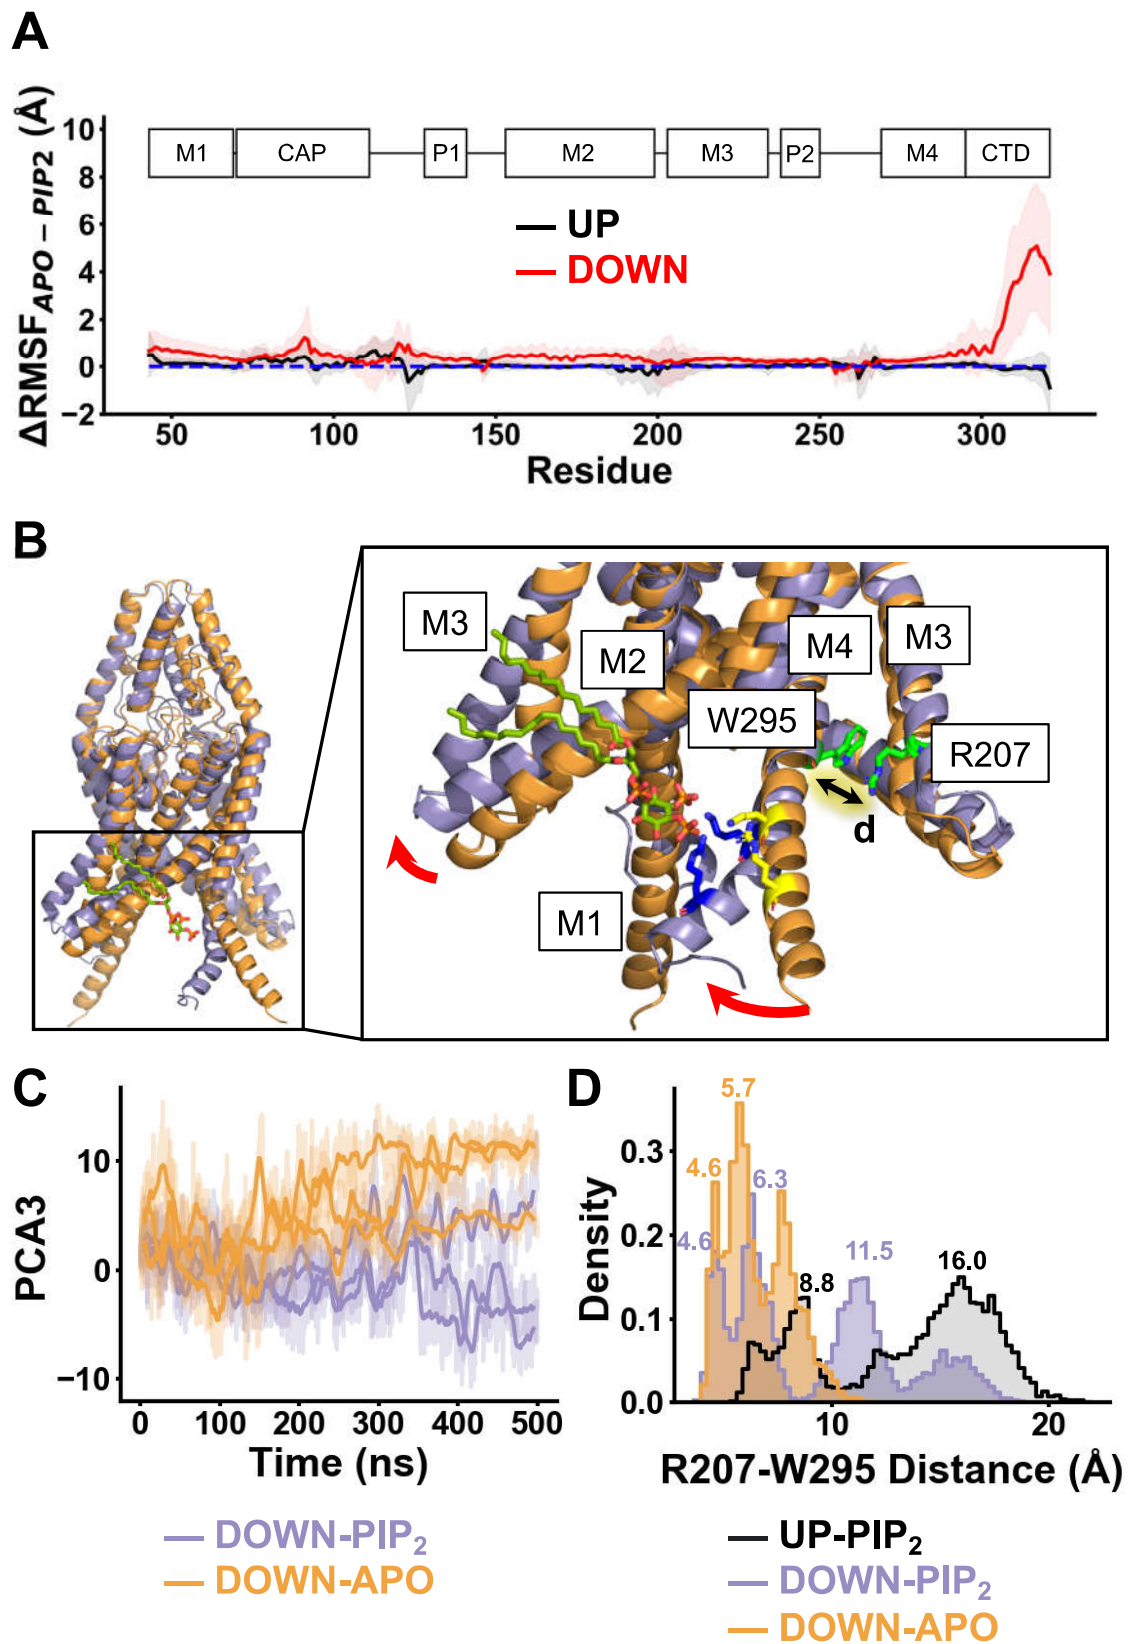 A
ΔRMSF_APO – PIP2 (Å)
10
8
6
4
2
0
−2
M1
CAP
P1
M2
M3
P2
M4
CTD
UP
DOWN
50
100
150
200
250
300
Residue
B
M3
M2
M4
M3
W295
R207
d
M1
C
PCA3
10
0
−10
0
100
200
300
400
500
Time (ns)
DOWN-PIP₂
DOWN-APO
D
Density
0.3
0.2
0.1
0.0
5.7
4.6
6.3
4.6
11.5
8.8
16.0
10
20
R207-W295 Distance (Å)
UP-PIP₂
DOWN-PIP₂
DOWN-APO